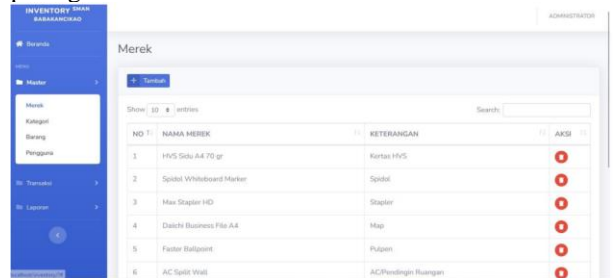 INVENTORY SMAN
BABAKANCIKAO
ADMINISTRATOR
Beranda
MENU
Master
Merek
Kategori
Barang
Pengguna
Transaksi
Laporan
Merek
+ Tambah
Show 10 entries
Search:
NO NAMA MEREK KETERANGAN AKSI
1 HVS Sidu A4 70 gr Kertas HVS
2 Spidol Whiteboard Marker Spidol
3 Max Stapler HD Stapler
4 Daiichi Business File A4 Map
5 Faster Ballpoint Pulpen
6 AC Split Wall AC/Pendingin Ruangan